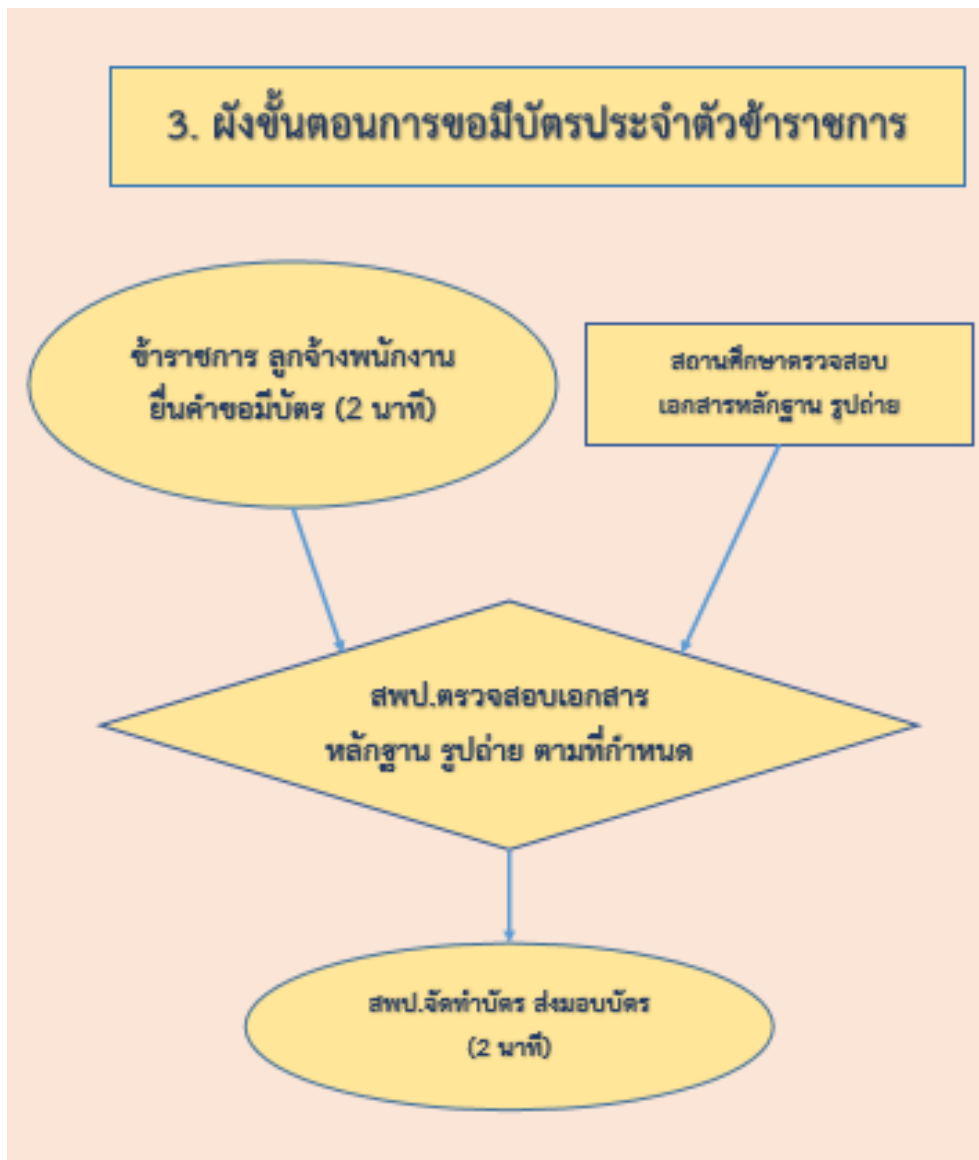 3. ผังขั้นตอนการขอมีบัตรประจำตัวข้าราชการ
ข้าราชการ ลูกจ้างพนักงาน
ยื่นคำขอมีบัตร (2 นาที)
สถานศึกษาตรวจสอบ
เอกสารหลักฐาน รูปถ่าย
สพป.ตรวจสอบเอกสาร
หลักฐาน รูปถ่าย ตามที่กำหนด
สพป.จัดทำบัตร ส่งมอบบัตร
(2 นาที)